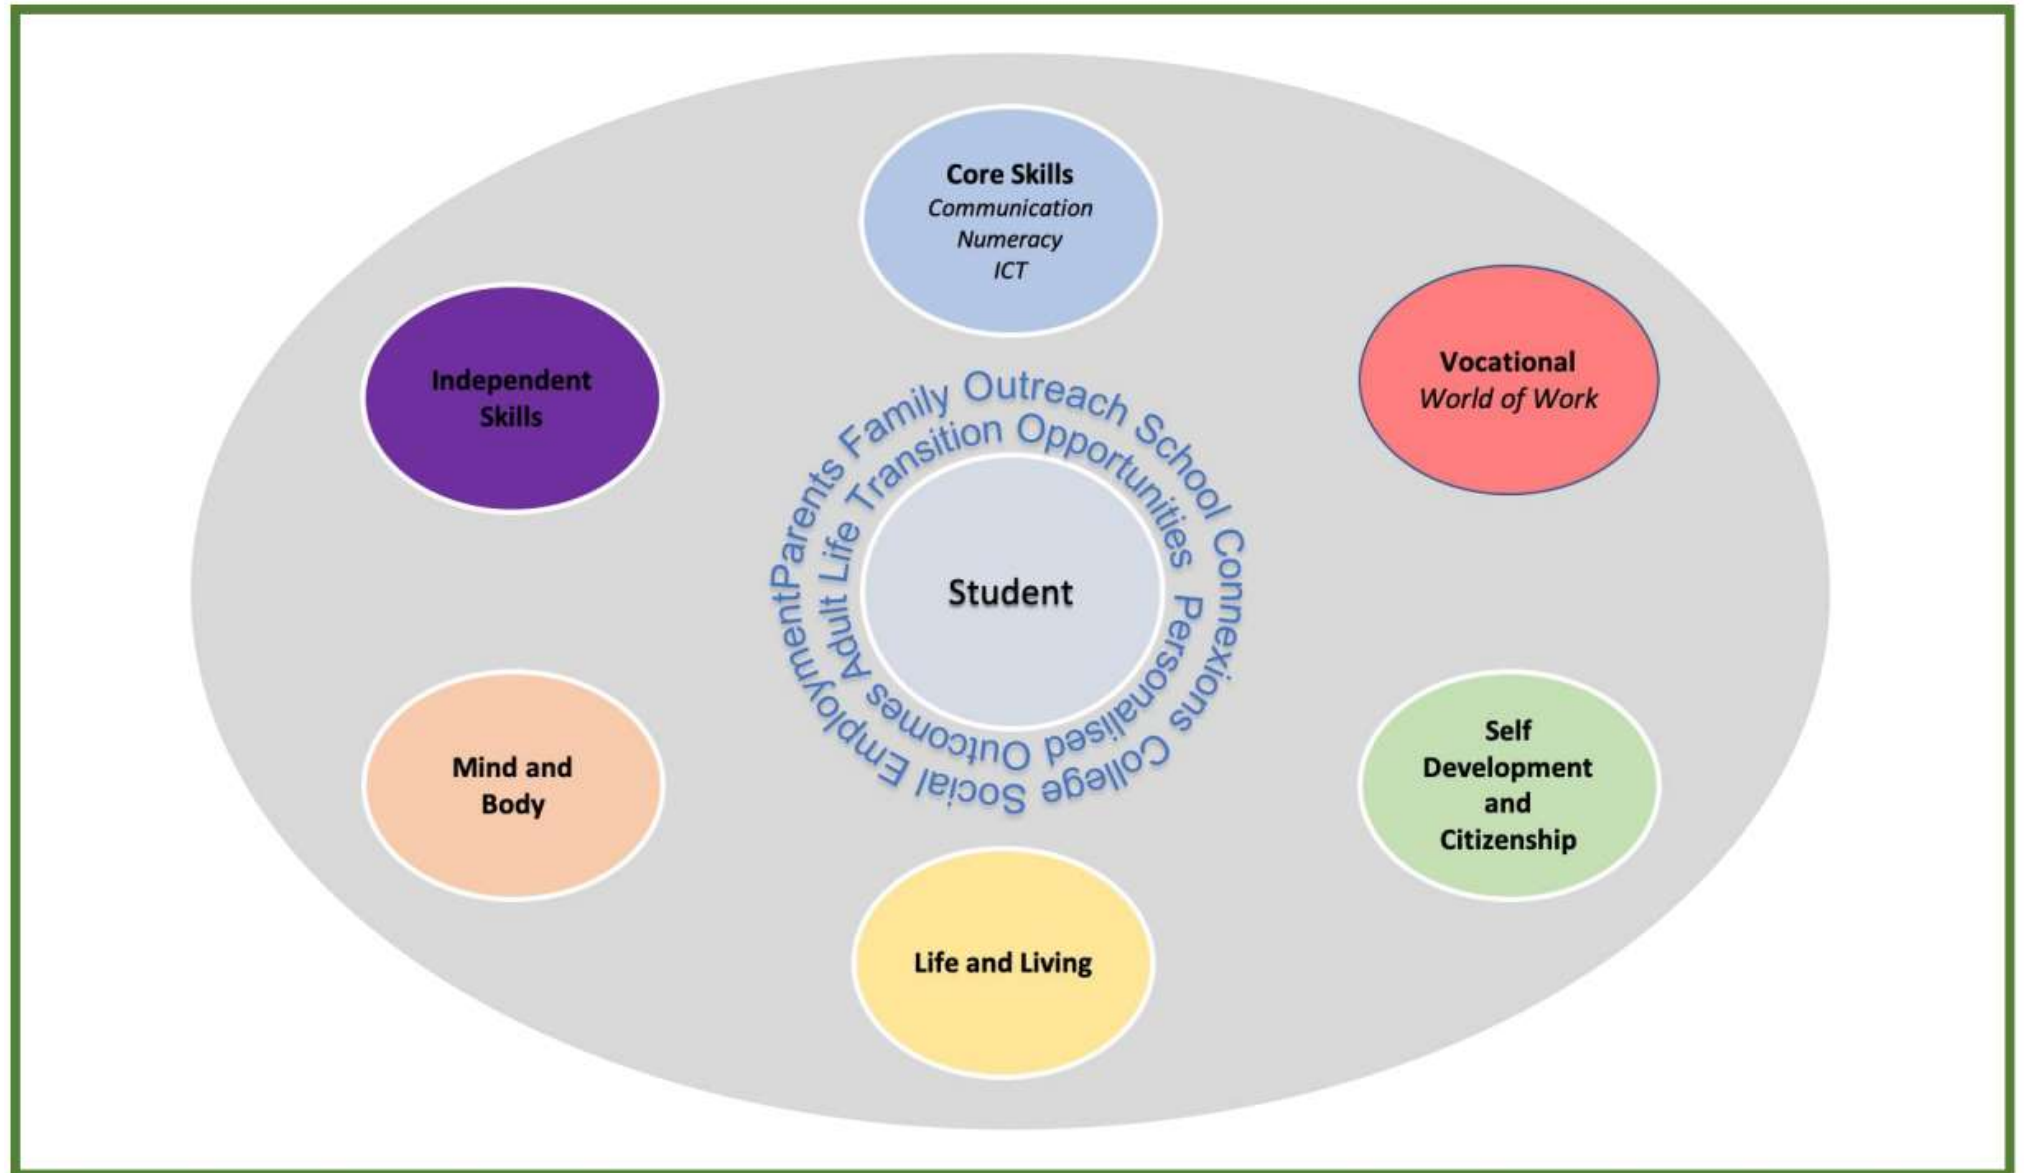 Core Skills
Communication
Numeracy
ICT
Independent
Skills
Vocational
World of Work
Parents Family Outreach School Connexions College Social Employment
Adult Life Transition Opportunities Personalised Outcomes
Student
Mind and
Body
Self
Development
and
Citizenship
Life and Living